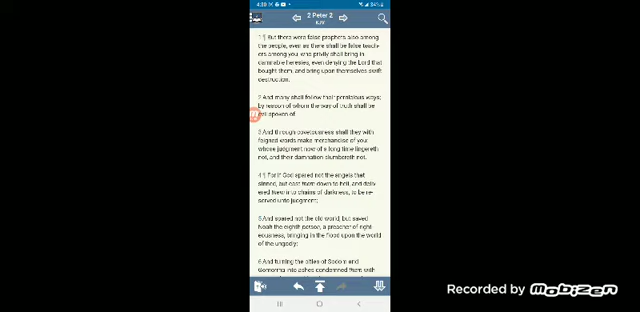 4:30
34%
2 Peter 2
KJV
1 ¶ But there were false prophets also among
the people, even as there shall be false teach-
ers among you, who privily shall bring in
damnable heresies, even denying the Lord that
bought them, and bring upon themselves swift
destruction.
2 And many shall follow their pernicious ways;
by reason of whom the way of truth shall be
evil spoken of.
3 And through covetousness shall they with
feigned words make merchandise of you:
whose judgment now of a long time lingereth
not, and their damnation slumbereth not.
4 ¶ For if God spared not the angels that
sinned, but cast them down to hell, and deliv-
ered them into chains of darkness, to be re-
served unto judgment;
5 And spared not the old world, but saved
Noah the eighth person, a preacher of right-
eousness, bringing in the flood upon the world
of the ungodly;
6 And turning the cities of Sodom and
Gomorrha into ashes condemned them with
Recorded by Mobizen